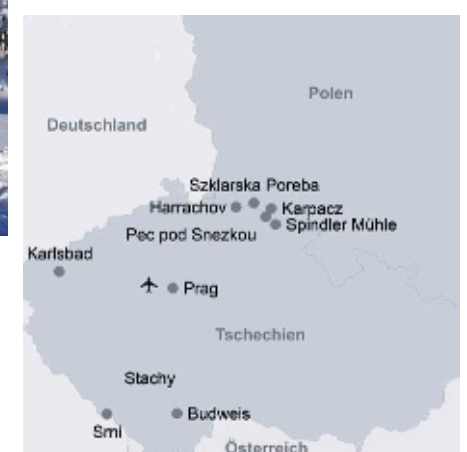 Polen
Deutschland
Szklarska Poreba
Harrachov
Karpacz
Spindler Mühle
Pec pod Snezkou
Karlsbad
Prag
Tschechien
Stachy
Budweis
Srni
Österreich